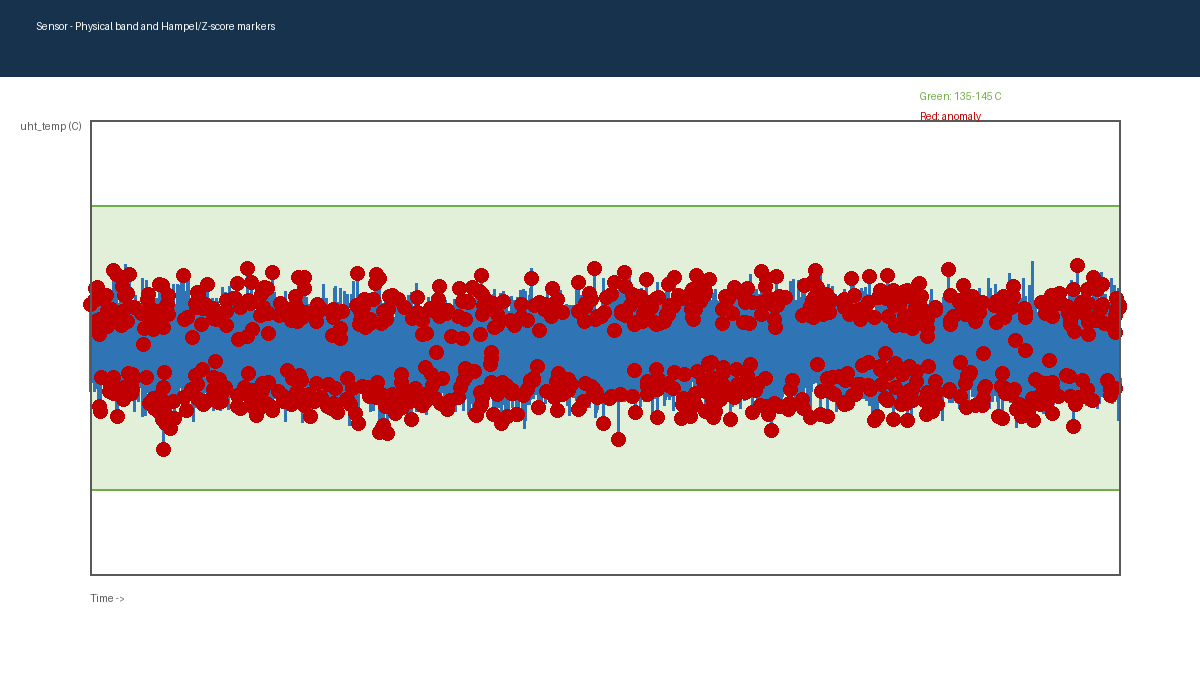 Sensor - Physical band and Hampel/Z-score markers
Green: 135-145 C
Red: anomaly
uht_temp (C)
Time ->